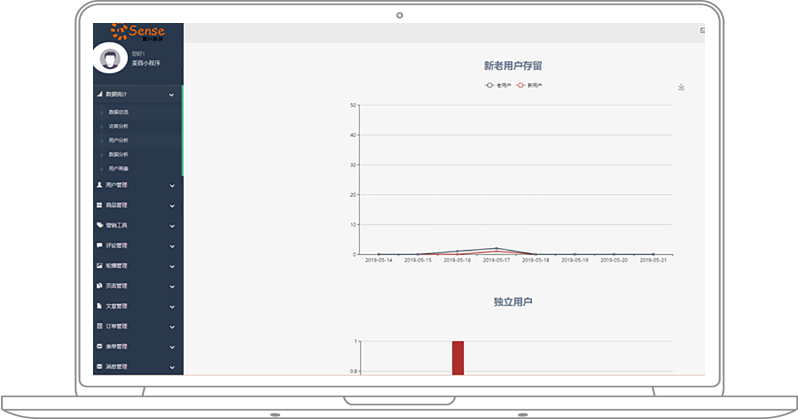 Sense
您好!
美容小程序
数据统计
数据总览
访客分析
用户分析
数据分析
用户画像
用户管理
商品管理
营销工具
评论管理
轮播管理
页面管理
文章管理
订单管理
表单管理
消息管理
新老用户存留
老用户 新用户
50
40
30
20
10
0
2019-05-14 2019-05-15 2019-05-16 2019-05-17 2019-05-18 2019-05-19 2019-05-20 2019-05-21
独立用户
1
0.8